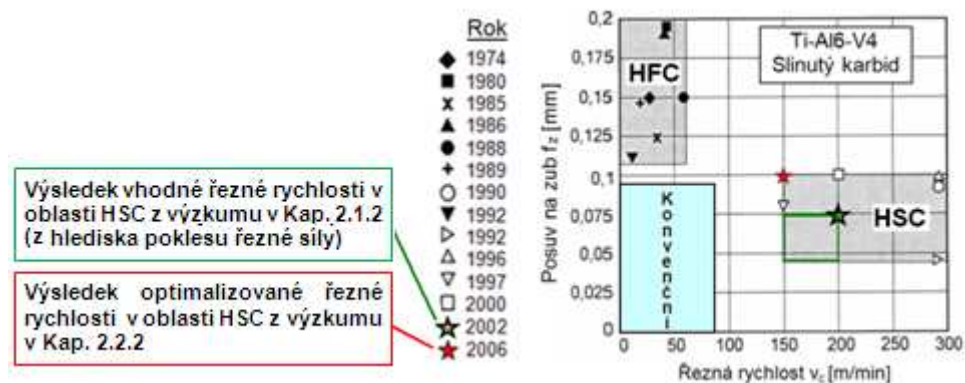 Rok
1974
1980
1985
1986
1988
1989
1990
1992
1992
1996
1997
2000
2002
2006
Výsledek vhodné řezné rychlosti v
oblasti HSC z výzkumu v Kap. 2.1.2
(z hlediska poklesu řezné síly)
Výsledek optimalizované řezné
rychlosti v oblasti HSC z výzkumu
v Kap. 2.2.2
Posuv na zub fz [mm]
0,2
0,175
0,15
0,125
0,1
0,075
0,05
0,025
0
HFC
Ti-Al6-V4
Slinutý karbid
Konvenční
HSC
0 50 100 150 200 300
Řezná rychlost vc [m/min]